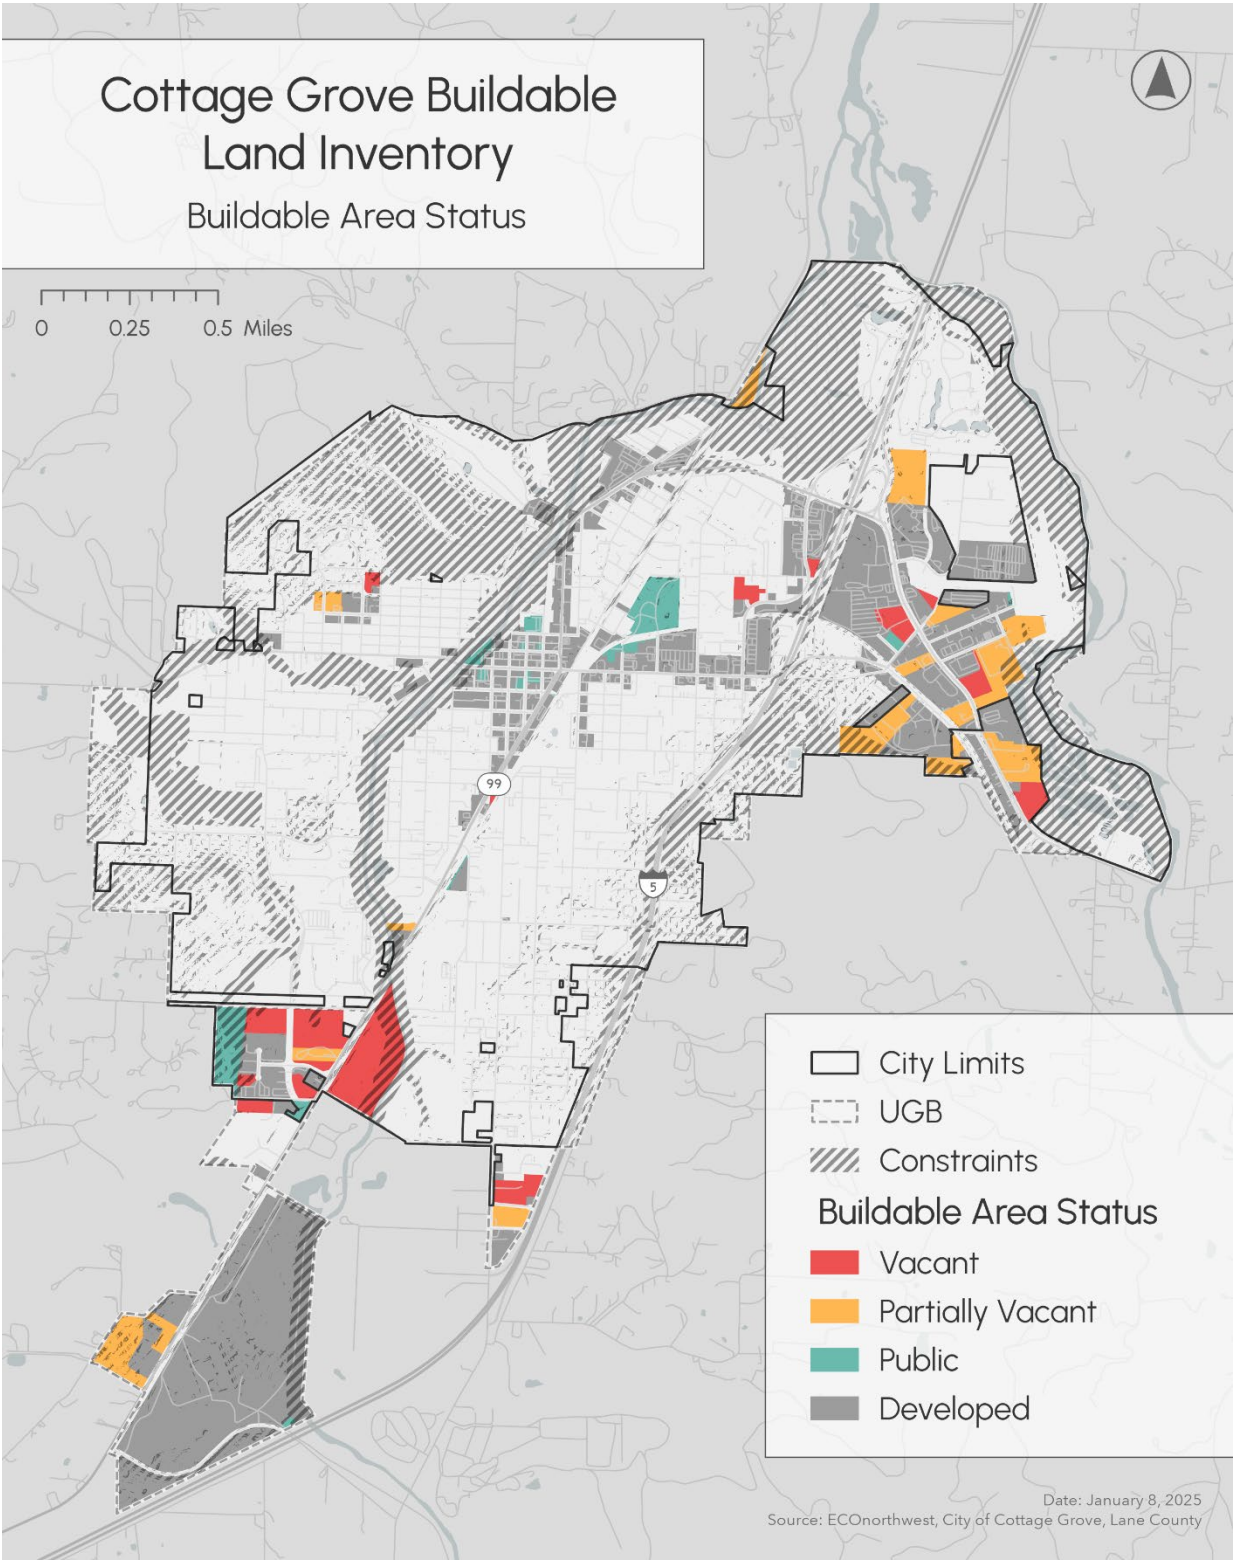 Cottage Grove Buildable
Land Inventory
Buildable Area Status
0 0.25 0.5 Miles
99
5
City Limits
UGB
Constraints
Buildable Area Status
Vacant
Partially Vacant
Public
Developed
Date: January 8, 2025
Source: ECOnorthwest, City of Cottage Grove, Lane County